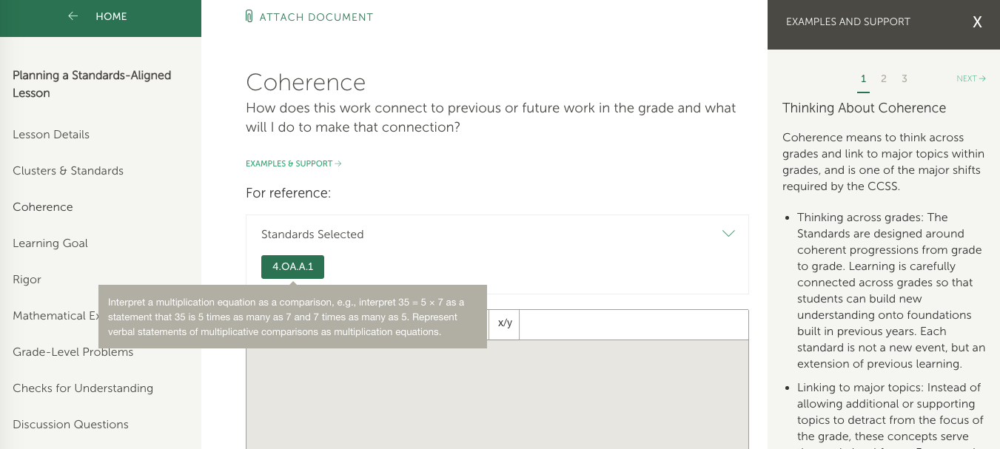 ← HOME
Planning a Standards-Aligned
Lesson
Lesson Details
Clusters & Standards
Coherence
Learning Goal
Rigor
Mathematical Ex
Grade-Level Problems
Checks for Understanding
Discussion Questions
ATTACH DOCUMENT
Coherence
How does this work connect to previous or future work in the grade and what
will I do to make that connection?
EXAMPLES & SUPPORT →
For reference:
Standards Selected
4.OA.A.1
Interpret a multiplication equation as a comparison, e.g., interpret 35 = 5 × 7 as a
statement that 35 is 5 times as many as 7 and 7 times as many as 5. Represent
verbal statements of multiplicative comparisons as multiplication equations.
x/y
EXAMPLES AND SUPPORT X
1 2 3 NEXT →
Thinking About Coherence
Coherence means to think across
grades and link to major topics within
grades, and is one of the major shifts
required by the CCSS.
• Thinking across grades: The
Standards are designed around
coherent progressions from grade
to grade. Learning is carefully
connected across grades so that
students can build new
understanding onto foundations
built in previous years. Each
standard is not a new event, but an
extension of previous learning.
• Linking to major topics: Instead of
allowing additional or supporting
topics to detract from the focus of
the grade, these concepts serve